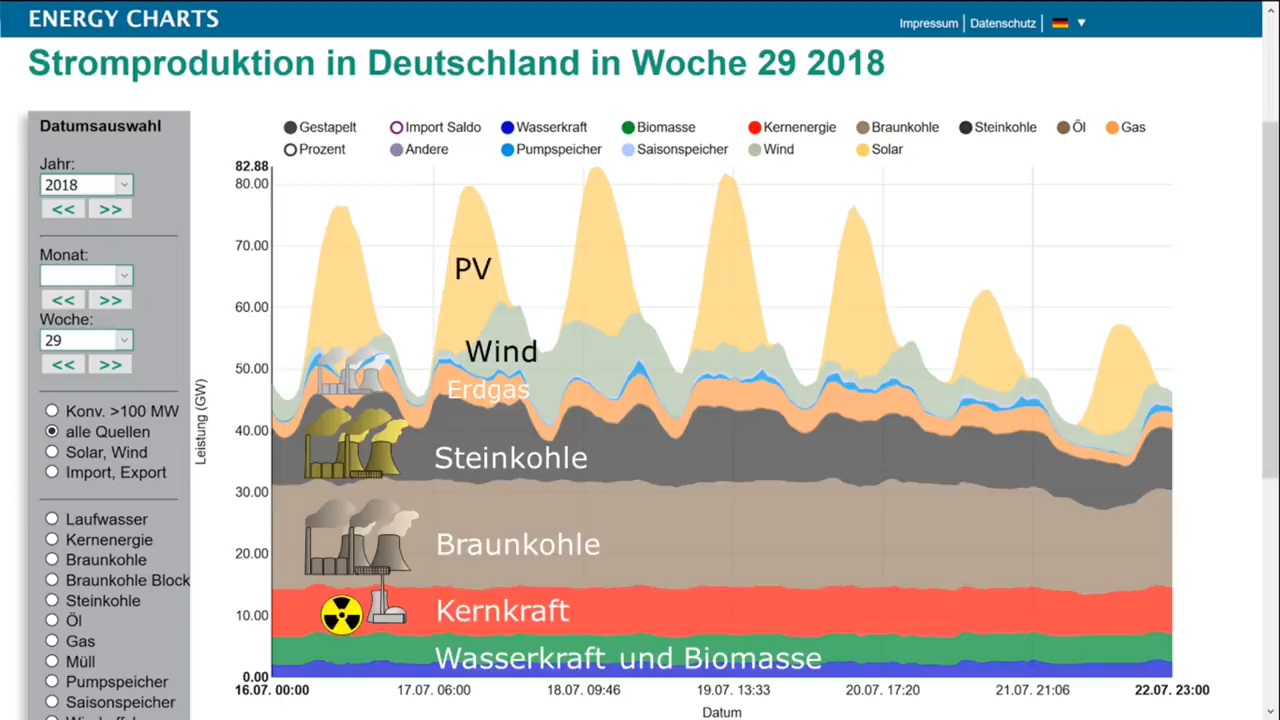 ENERGY CHARTS
Impressum | Datenschutz |
Stromproduktion in Deutschland in Woche 29 2018
Datumsauswahl
Jahr:
2018
<< >>
Monat:
<< >>
Woche:
29
<< >>
Konv. >100 MW
alle Quellen
Solar, Wind
Import, Export
Laufwasser
Kernenergie
Braunkohle
Braunkohle Block
Steinkohle
Öl
Gas
Müll
Pumpspeicher
Saisonspeicher
Gestapelt Import Saldo Wasserkraft Biomasse Kernenergie Braunkohle Steinkohle Öl Gas
Prozent Andere Pumpspeicher Saisonspeicher Wind Solar
Leistung (GW)
82.88
80.00
70.00
60.00
50.00
40.00
30.00
20.00
10.00
0.00
PV
Wind
Erdgas
Steinkohle
Braunkohle
Kernkraft
Wasserkraft und Biomasse
16.07. 00:00 17.07. 06:00 18.07. 09:46 19.07. 13:33 20.07. 17:20 21.07. 21:06 22.07. 23:00
Datum